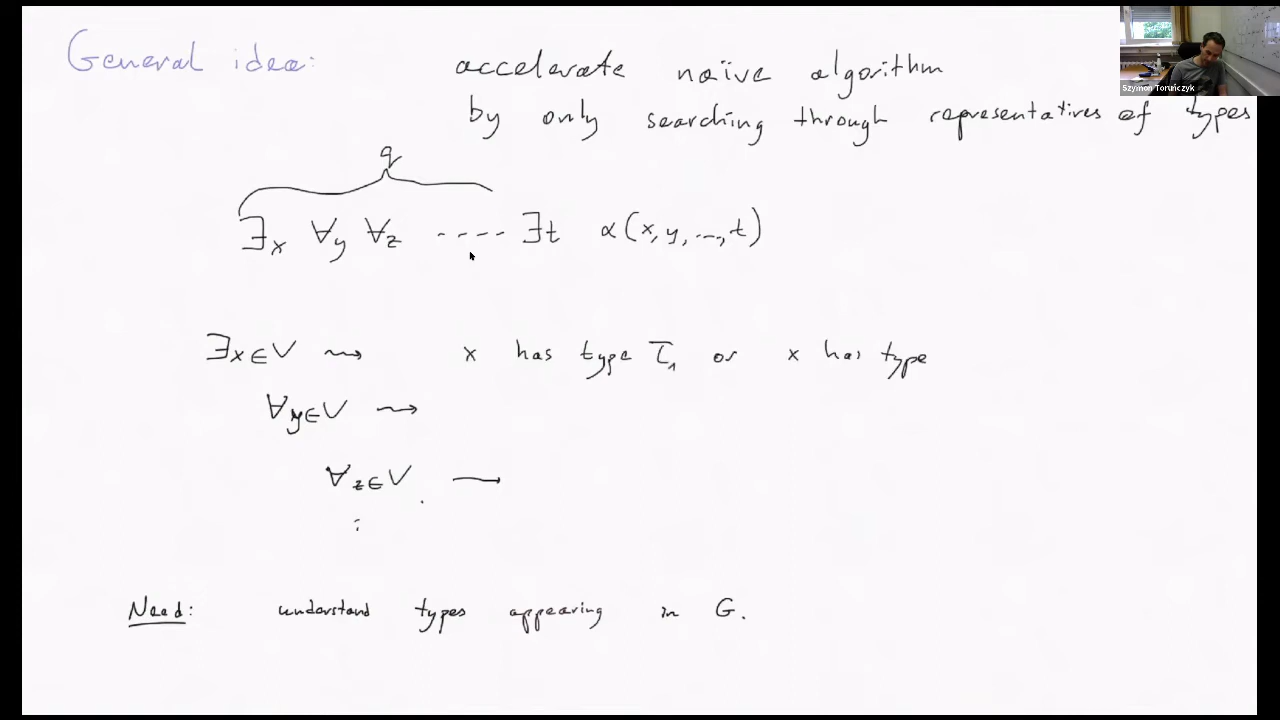 General idea: accelerate naïve algorithm
by only searching through representatives of types
Szymon Toruńczyk
q
∃x ∀y ∀z ----- ∃t α(x, y, ..., t)
∃x∈V ⇝ x has type τ₁ or x has type
∀y∈V ⇝
∀z∈V ⟶
⋮
Need: understand types appearing in G.